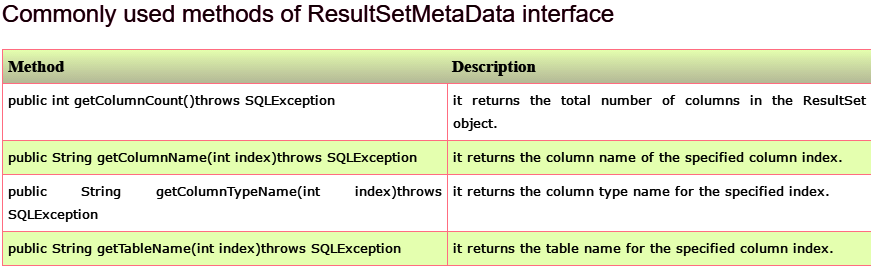 Commonly used methods of ResultSetMetaData interface
Method Description
public int getColumnCount()throws SQLException it returns the total number of columns in the ResultSet
object.
public String getColumnName(int index)throws SQLException it returns the column name of the specified column index.
public String getColumnTypeName(int index)throws it returns the column type name for the specified index.
SQLException
public String getTableName(int index)throws SQLException it returns the table name for the specified column index.